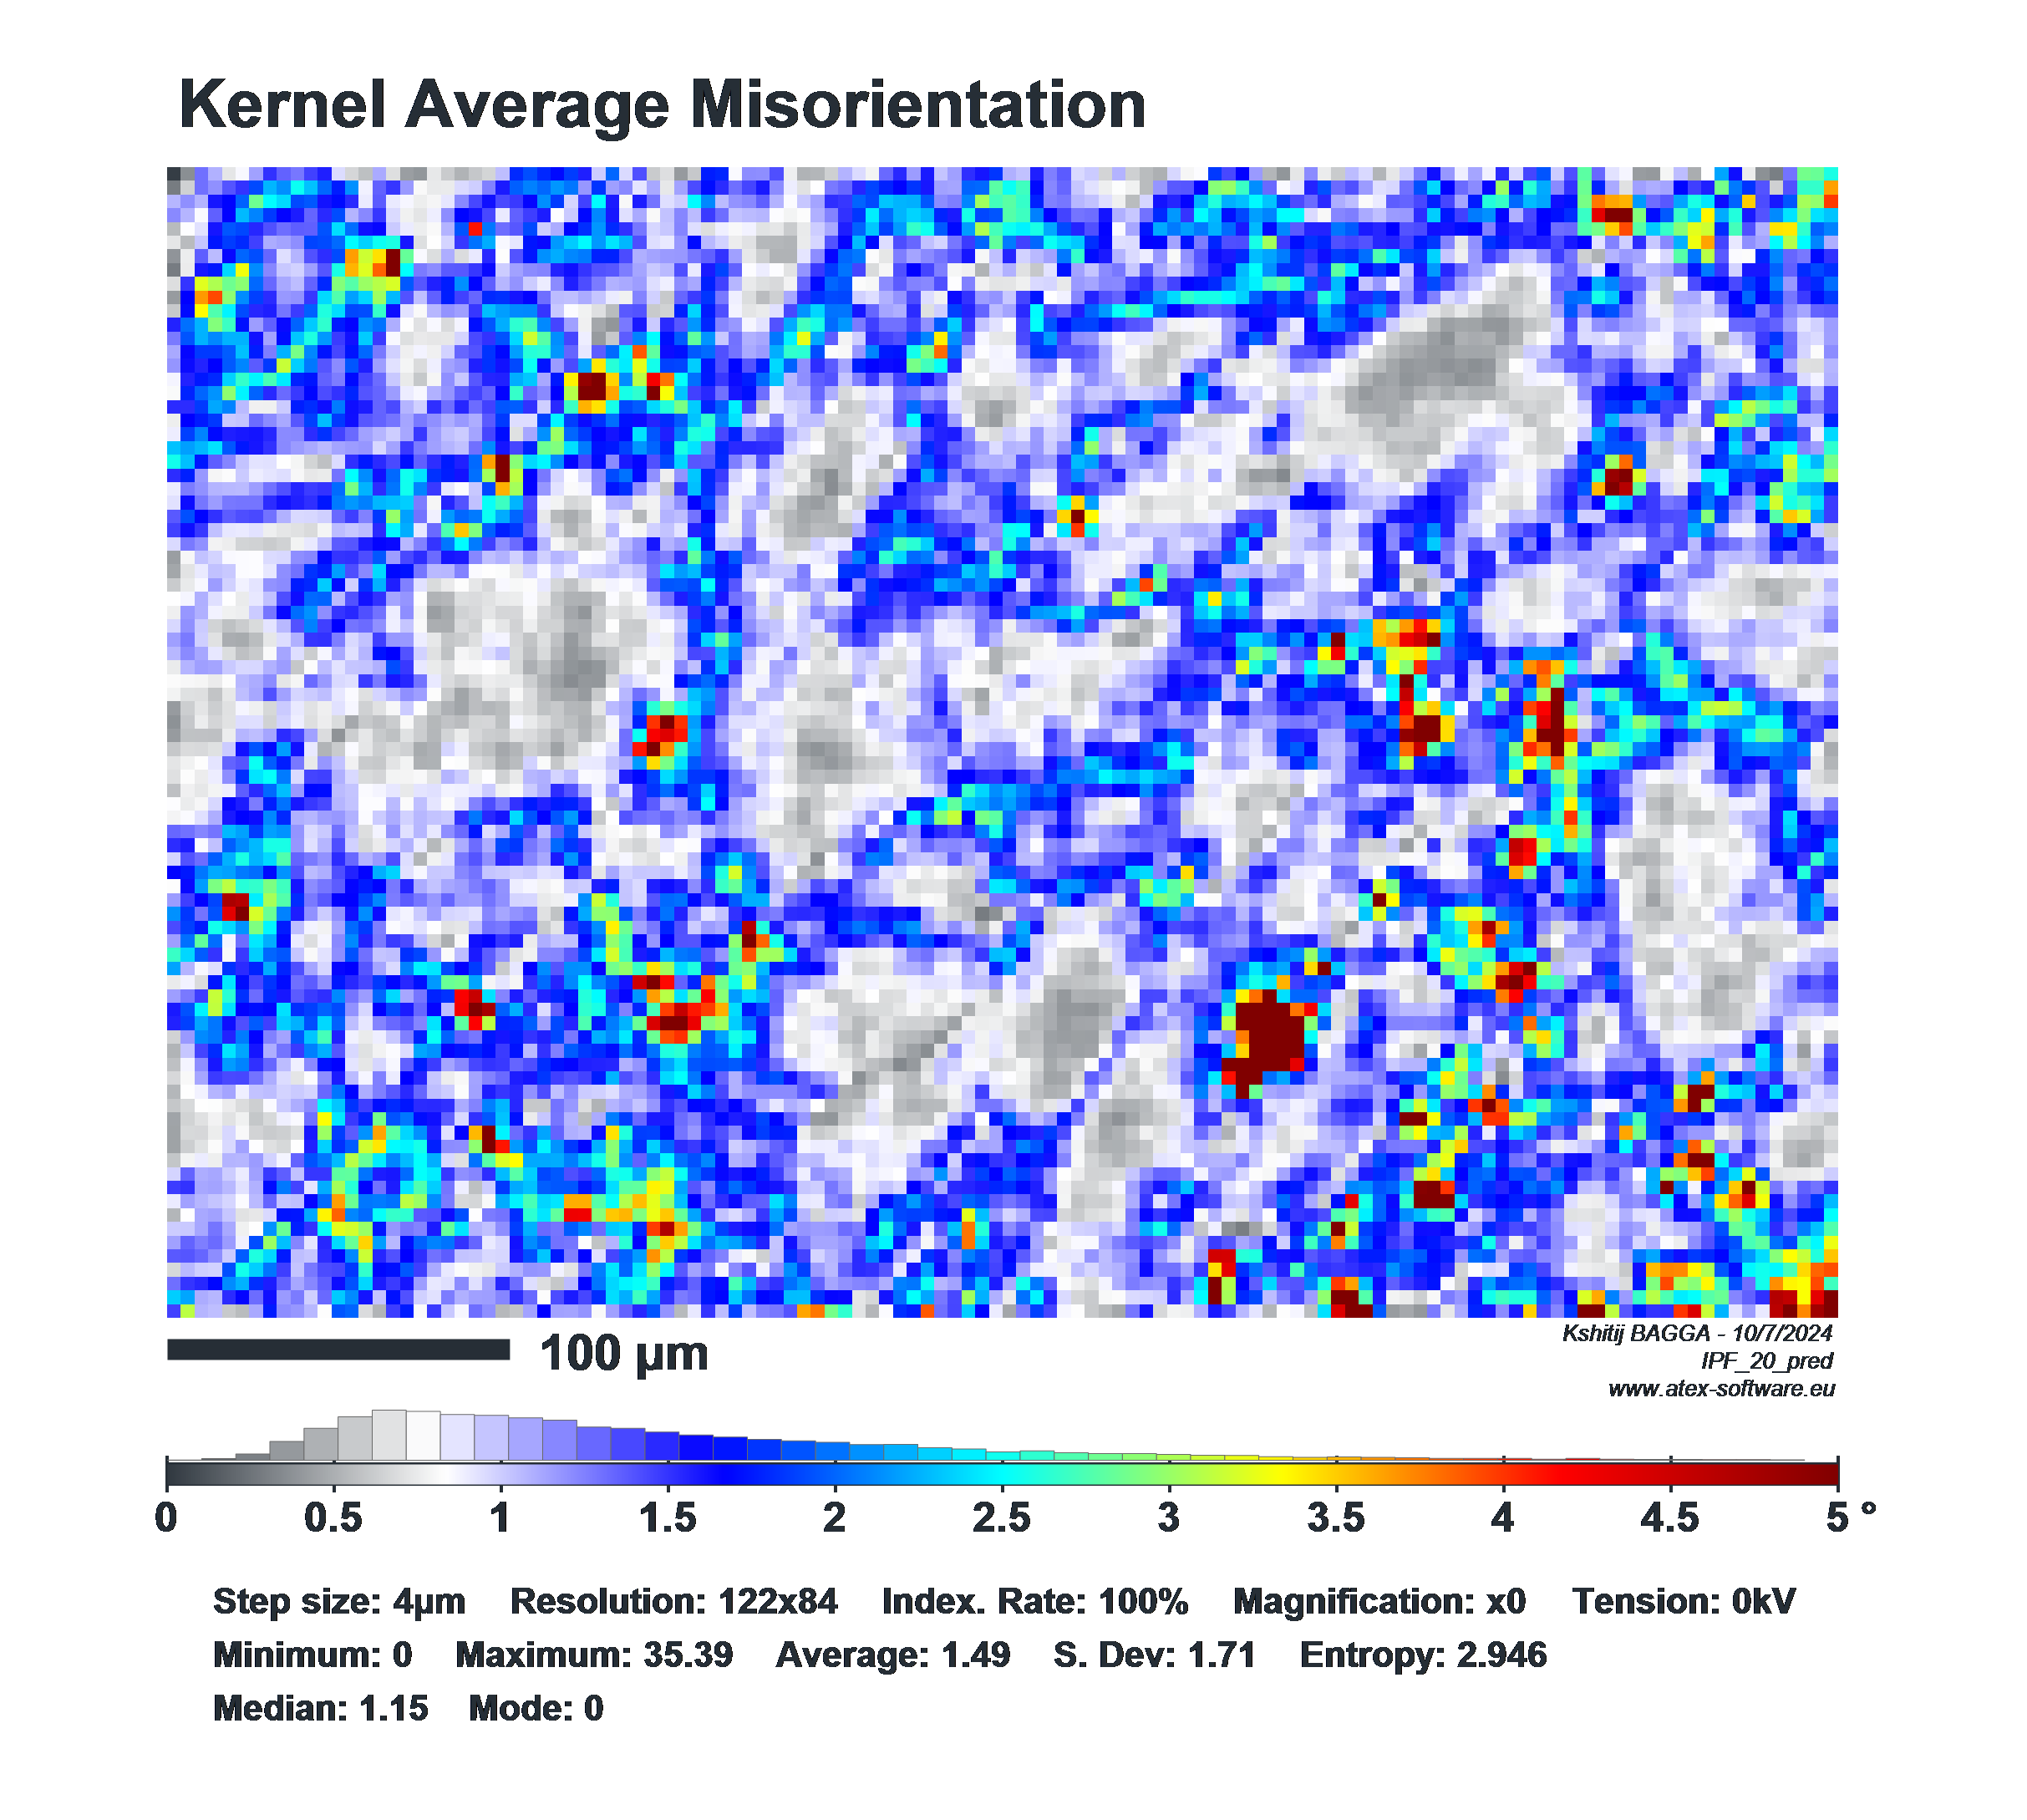 Kernel Average Misorientation
100 µm
Kshitij BAGGA - 10/7/2024
IPF_20_pred
www.atex-software.eu
0 0.5 1 1.5 2 2.5 3 3.5 4 4.5 5 °
Step size: 4µm Resolution: 122x84 Index. Rate: 100% Magnification: x0 Tension: 0kV
Minimum: 0 Maximum: 35.39 Average: 1.49 S. Dev: 1.71 Entropy: 2.946
Median: 1.15 Mode: 0